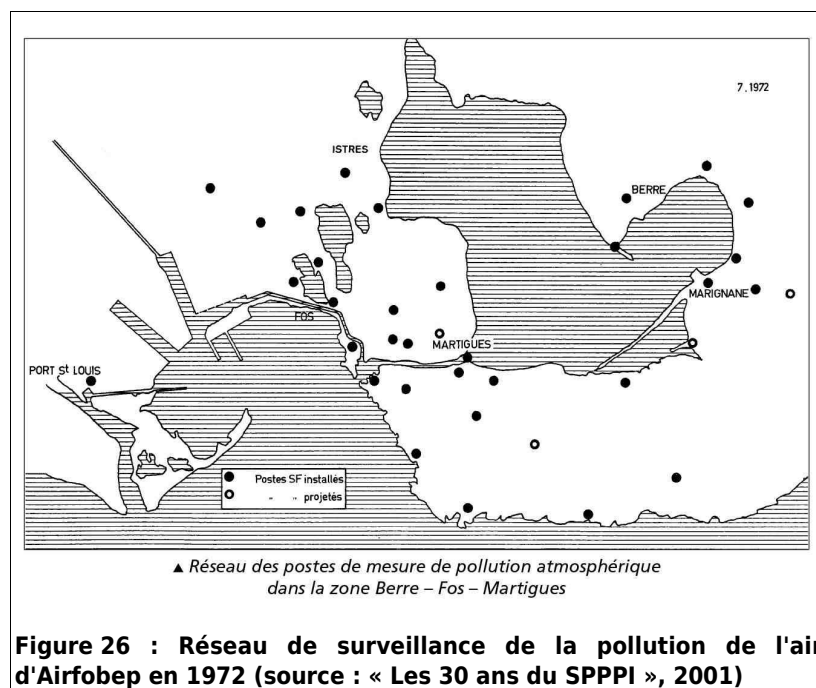 7.1972
ISTRES
BERRE
MARIGNANE
FOS
MARTIGUES
PORT St LOUIS
Postes SF installés
" " projetés
▲ Réseau des postes de mesure de pollution atmosphérique
dans la zone Berre – Fos – Martigues
Figure 26 : Réseau de surveillance de la pollution de l'air
d'Airfobep en 1972 (source : « Les 30 ans du SPPPI », 2001)